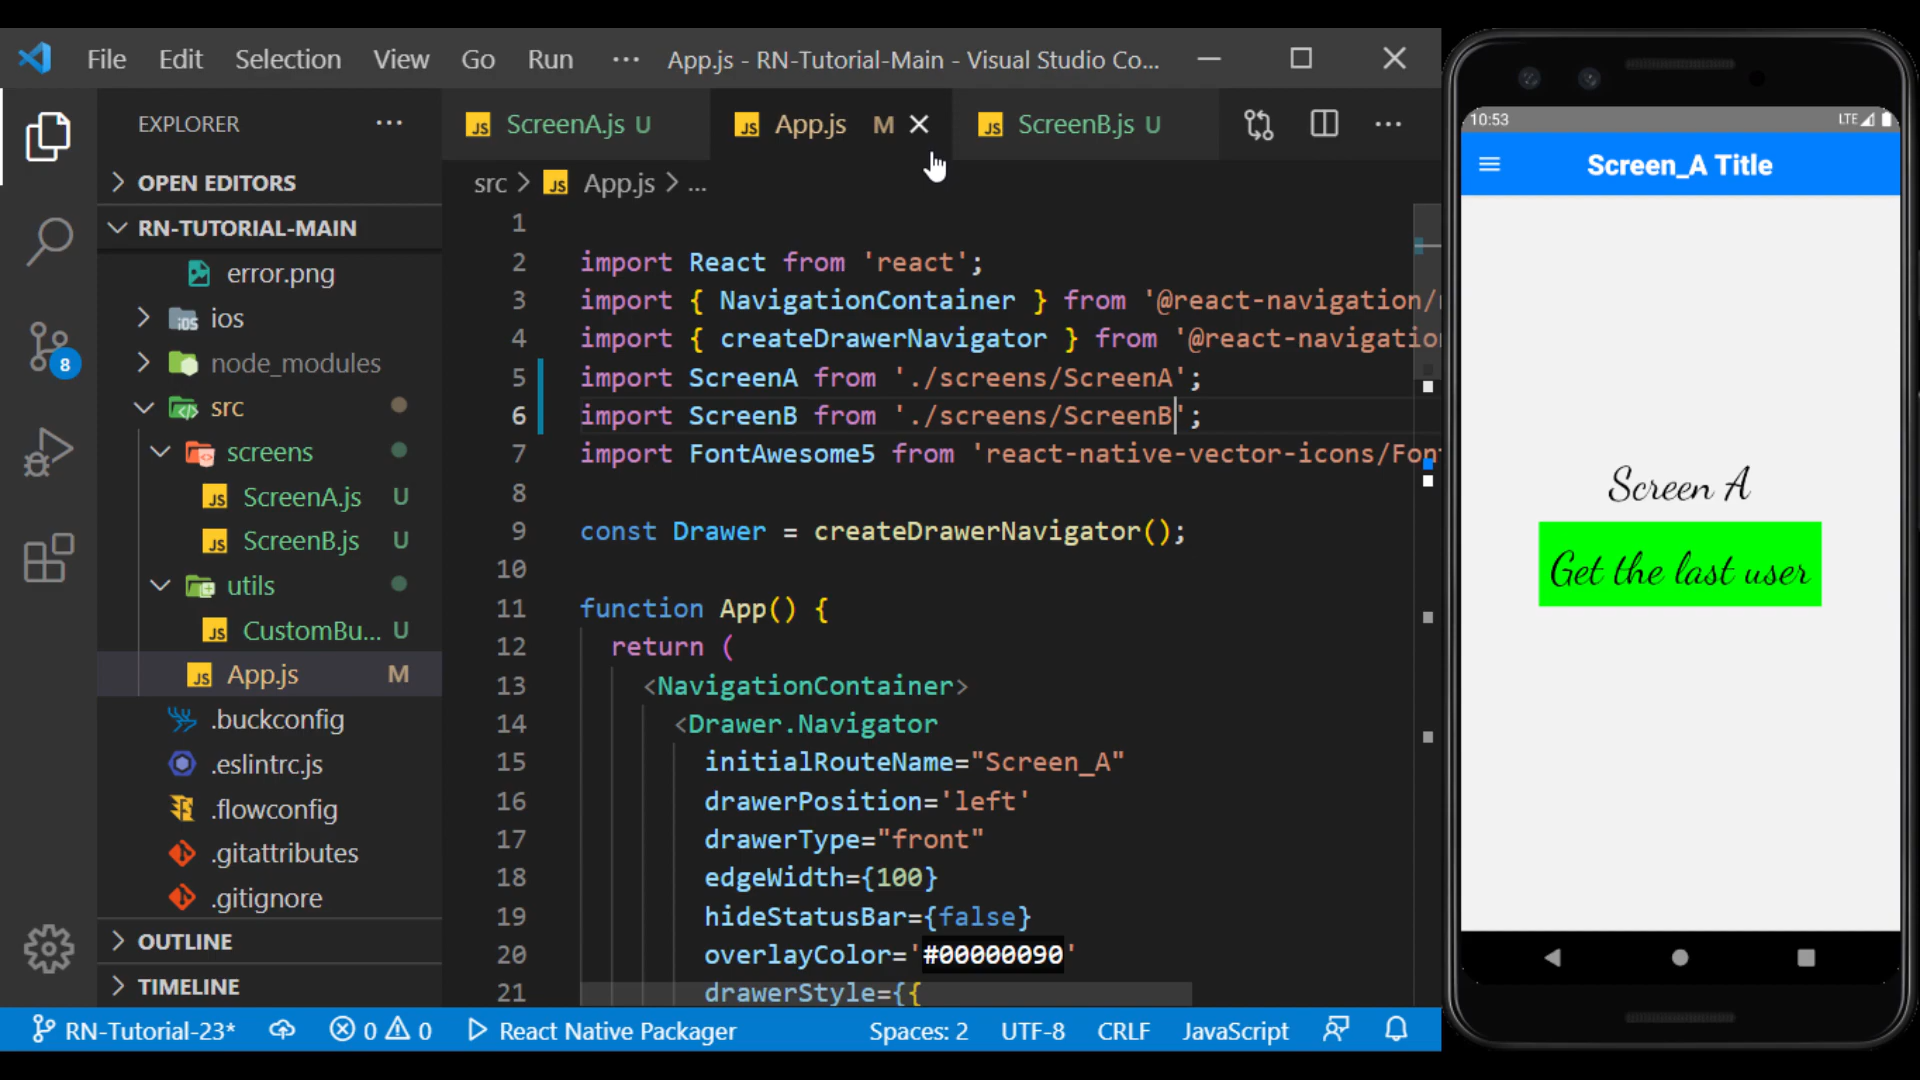 File Edit Selection View Go Run ··· App.js - RN-Tutorial-Main - Visual Studio Co...
EXPLORER ···
OPEN EDITORS
RN-TUTORIAL-MAIN
error.png
ios
node_modules
src
screens
ScreenA.js U
ScreenB.js U
utils
CustomBu... U
App.js M
.buckconfig
.eslintrc.js
.flowconfig
.gitattributes
.gitignore
OUTLINE
TIMELINE
8
JS ScreenA.js U JS App.js M JS ScreenB.js U ···
src > JS App.js > ...
1
2 import React from 'react';
3 import { NavigationContainer } from '@react-navigation/
4 import { createDrawerNavigator } from '@react-navigatio
5 import ScreenA from './screens/ScreenA';
6 import ScreenB from './screens/ScreenB';
7 import FontAwesome5 from 'react-native-vector-icons/Fon
8
9 const Drawer = createDrawerNavigator();
10
11 function App() {
12 return (
13 <NavigationContainer>
14 <Drawer.Navigator
15 initialRouteName="Screen_A"
16 drawerPosition='left'
17 drawerType="front"
18 edgeWidth={100}
19 hideStatusBar={false}
20 overlayColor='#00000090'
21 drawerStyle={{
RN-Tutorial-23* 0 0 React Native Packager Spaces: 2 UTF-8 CRLF JavaScript
10:53 LTE
Screen_A Title
Screen A
Get the last user